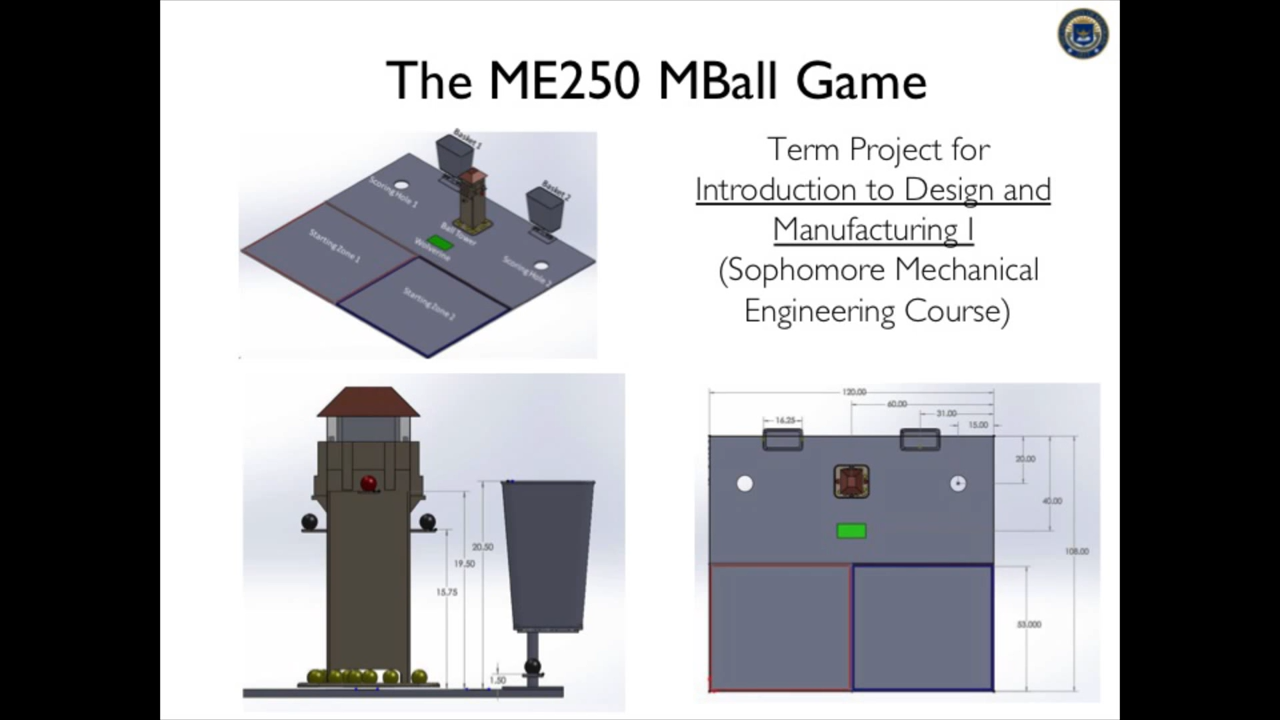 The ME250 MBall Game
Term Project for
Introduction to Design and
Manufacturing I
(Sophomore Mechanical
Engineering Course)
Basket 1
Basket 2
Scoring Hole 1
Ball Tower
Wolverine
Starting Zone 1
Scoring Hole 2
Starting Zone 2
20.50
19.50
15.75
1.50
120.00
60.00
31.00
16.25
15.00
20.00
40.00
108.00
53.000